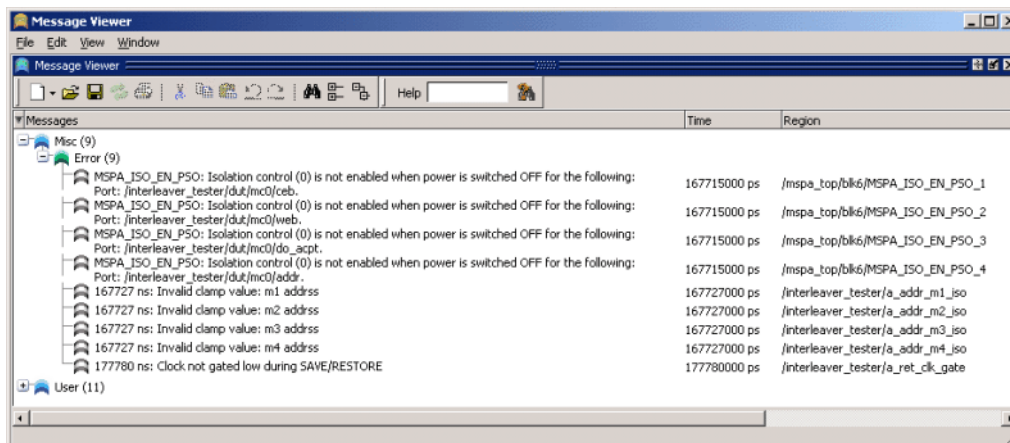 Message Viewer
File Edit View Window
Message Viewer
Help
Messages Time Region
Misc (9)
Error (9)
MSPA_ISO_EN_PSO: Isolation control (0) is not enabled when power is switched OFF for the following:
Port: /interleaver_tester/dut/mc0/ceb. 167715000 ps /mspa_top/blk6/MSPA_ISO_EN_PSO_1
MSPA_ISO_EN_PSO: Isolation control (0) is not enabled when power is switched OFF for the following:
Port: /interleaver_tester/dut/mc0/web. 167715000 ps /mspa_top/blk6/MSPA_ISO_EN_PSO_2
MSPA_ISO_EN_PSO: Isolation control (0) is not enabled when power is switched OFF for the following:
Port: /interleaver_tester/dut/mc0/do_acpt. 167715000 ps /mspa_top/blk6/MSPA_ISO_EN_PSO_3
MSPA_ISO_EN_PSO: Isolation control (0) is not enabled when power is switched OFF for the following:
Port: /interleaver_tester/dut/mc0/addr. 167715000 ps /mspa_top/blk6/MSPA_ISO_EN_PSO_4
167727 ns: Invalid clamp value: m1 addrss 167727000 ps /interleaver_tester/a_addr_m1_iso
167727 ns: Invalid clamp value: m2 addrss 167727000 ps /interleaver_tester/a_addr_m2_iso
167727 ns: Invalid clamp value: m3 addrss 167727000 ps /interleaver_tester/a_addr_m3_iso
167727 ns: Invalid clamp value: m4 addrss 167727000 ps /interleaver_tester/a_addr_m4_iso
177780 ns: Clock not gated low during SAVE/RESTORE 177780000 ps /interleaver_tester/a_ret_clk_gate
User (11)